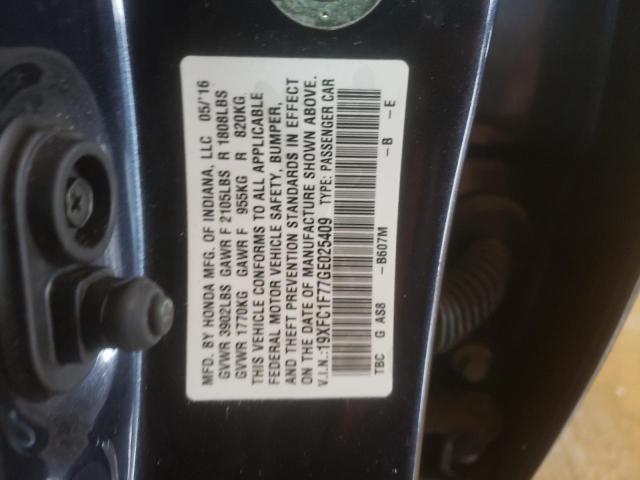 MFD. BY HONDA MFG. OF INDIANA, LLC 05/'16
GVWR 3902LBS GAWR F 2105LBS R 1808LBS
GVWR 1770KG GAWR F 955KG R 820KG
THIS VEHICLE CONFORMS TO ALL APPLICABLE
FEDERAL MOTOR VEHICLE SAFETY, BUMPER,
AND THEFT PREVENTION STANDARDS IN EFFECT
ON THE DATE OF MANUFACTURE SHOWN ABOVE.
V.I.N.:19XFC1F77GE025409 TYPE: PASSENGER CAR
TBC G AS8 -B607M -B -E